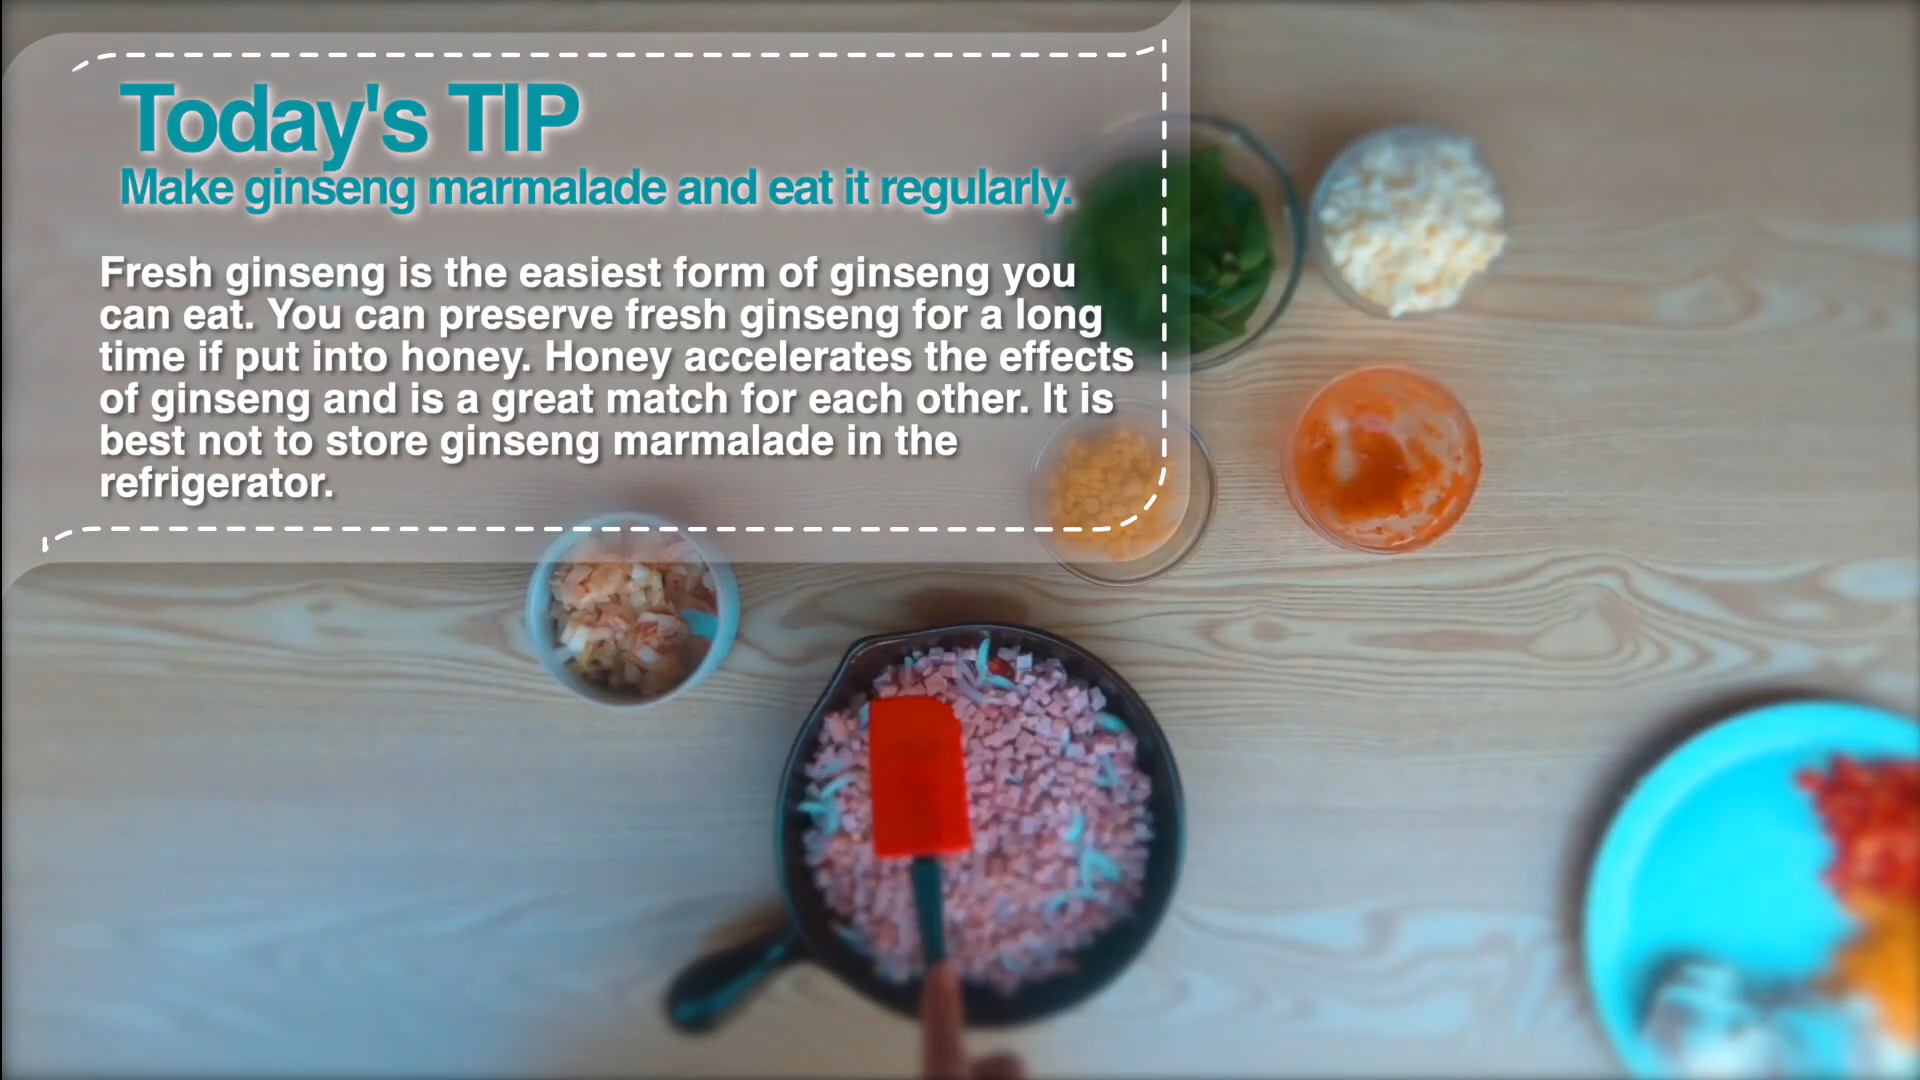 Today's TIP
Make ginseng marmalade and eat it regularly.
Fresh ginseng is the easiest form of ginseng you
can eat. You can preserve fresh ginseng for a long
time if put into honey. Honey accelerates the effects
of ginseng and is a great match for each other. It is
best not to store ginseng marmalade in the
refrigerator.